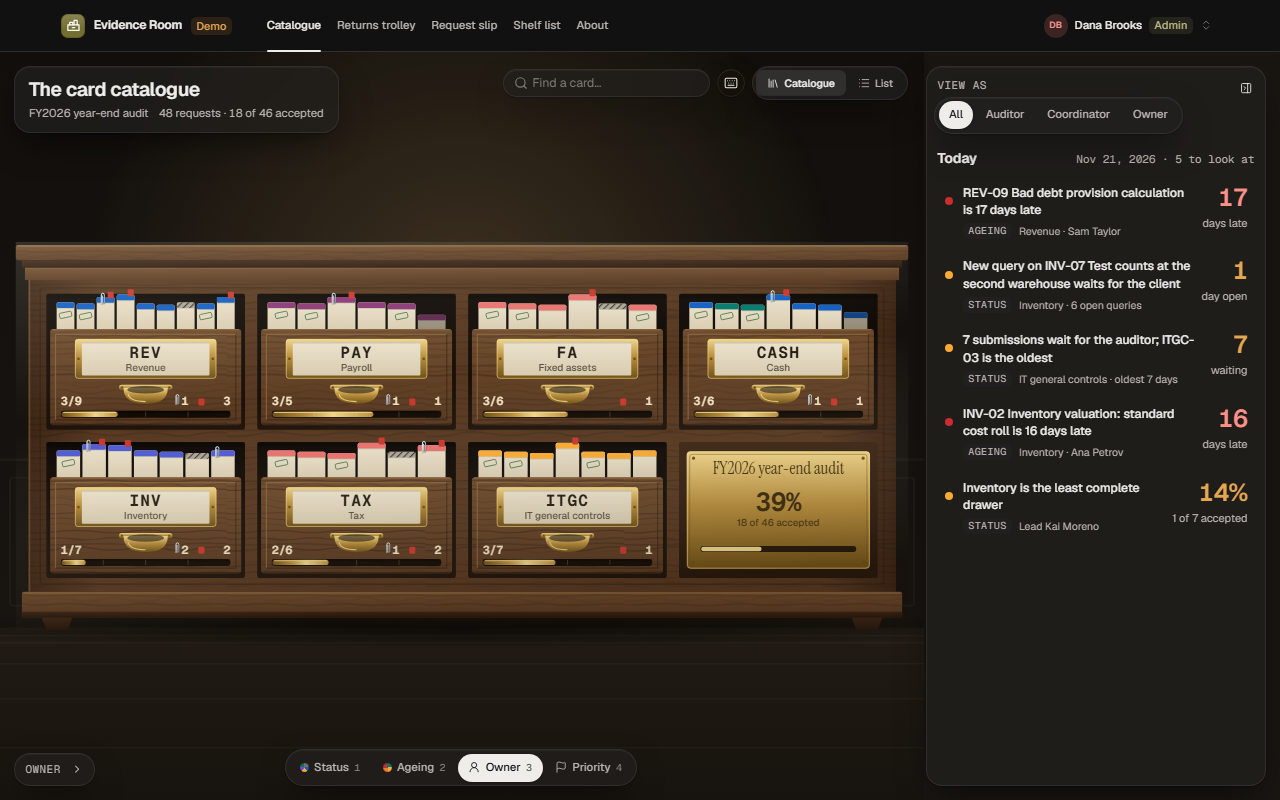 Evidence Room Demo Catalogue Returns trolley Request slip Shelf list About DB Dana Brooks Admin
The card catalogue
FY2026 year-end audit 48 requests · 18 of 46 accepted
Find a card...
Catalogue List
REV
Revenue
3/9 1 3
PAY
Payroll
3/5 1 1
FA
Fixed assets
3/6 1
CASH
Cash
3/6 1 1
INV
Inventory
1/7 2 2
TAX
Tax
2/6 1 2
ITGC
IT general controls
3/7 1
FY2026 year-end audit
39%
18 of 46 accepted
OWNER
Status 1 Ageing 2 Owner 3 Priority 4
VIEW AS
All Auditor Coordinator Owner
Today Nov 21, 2026 · 5 to look at
REV-09 Bad debt provision calculation
is 17 days late
17
days late
AGEING Revenue · Sam Taylor
New query on INV-07 Test counts at the
second warehouse waits for the client
1
day open
STATUS Inventory · 6 open queries
7 submissions wait for the auditor; ITGC-
03 is the oldest
7
waiting
STATUS IT general controls · oldest 7 days
INV-02 Inventory valuation: standard
cost roll is 16 days late
16
days late
AGEING Inventory · Ana Petrov
Inventory is the least complete
drawer
14%
1 of 7 accepted
STATUS Lead Kai Moreno